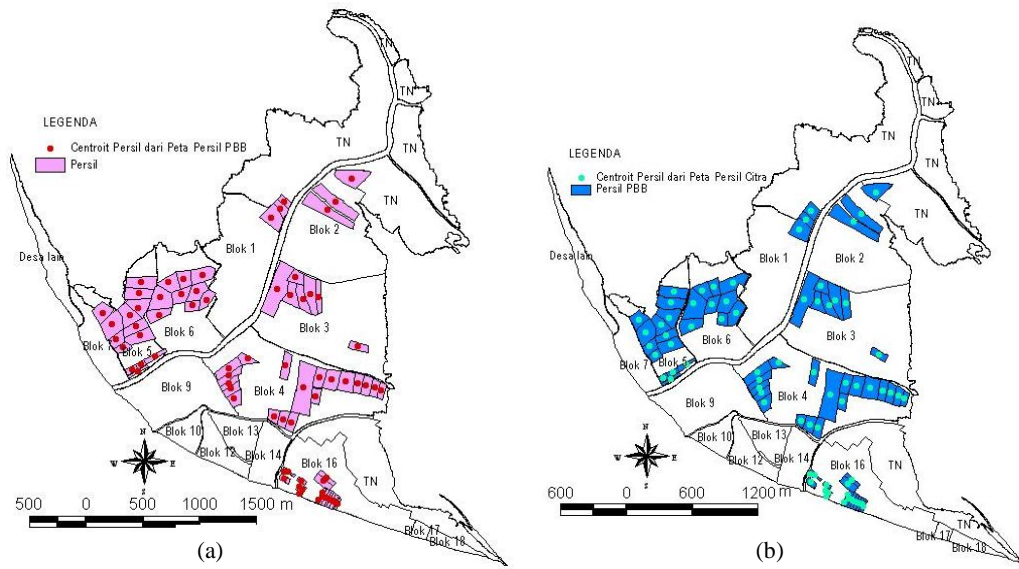 LEGENDA
Centroit Persil dari Peta Persil PBB
Persil
TN
TN
TN
TN
TN
Blok 1
Blok 2
Desa lain
Blok 3
Blok 6
Blok 5
Blok 9
Blok 4
Blok 10
Blok 13
Blok 12
Blok 14
Blok 16
TN
Blok 17
Blok 18
N
W E
S
500 0 500 1000 1500 m
(a)
LEGENDA
Centroit Persil dari Peta Persil Citra
Persil PBB
TN
TN
TN
TN
TN
Blok 1
Blok 2
Desa lain
Blok 3
Blok 6
Blok 7
Blok 5
Blok 9
Blok 4
Blok 10
Blok 13
Blok 12
Blok 14
Blok 16
TN
Blok 17
TN
Blok 18
N
W E
S
600 0 600 1200 m
(b)